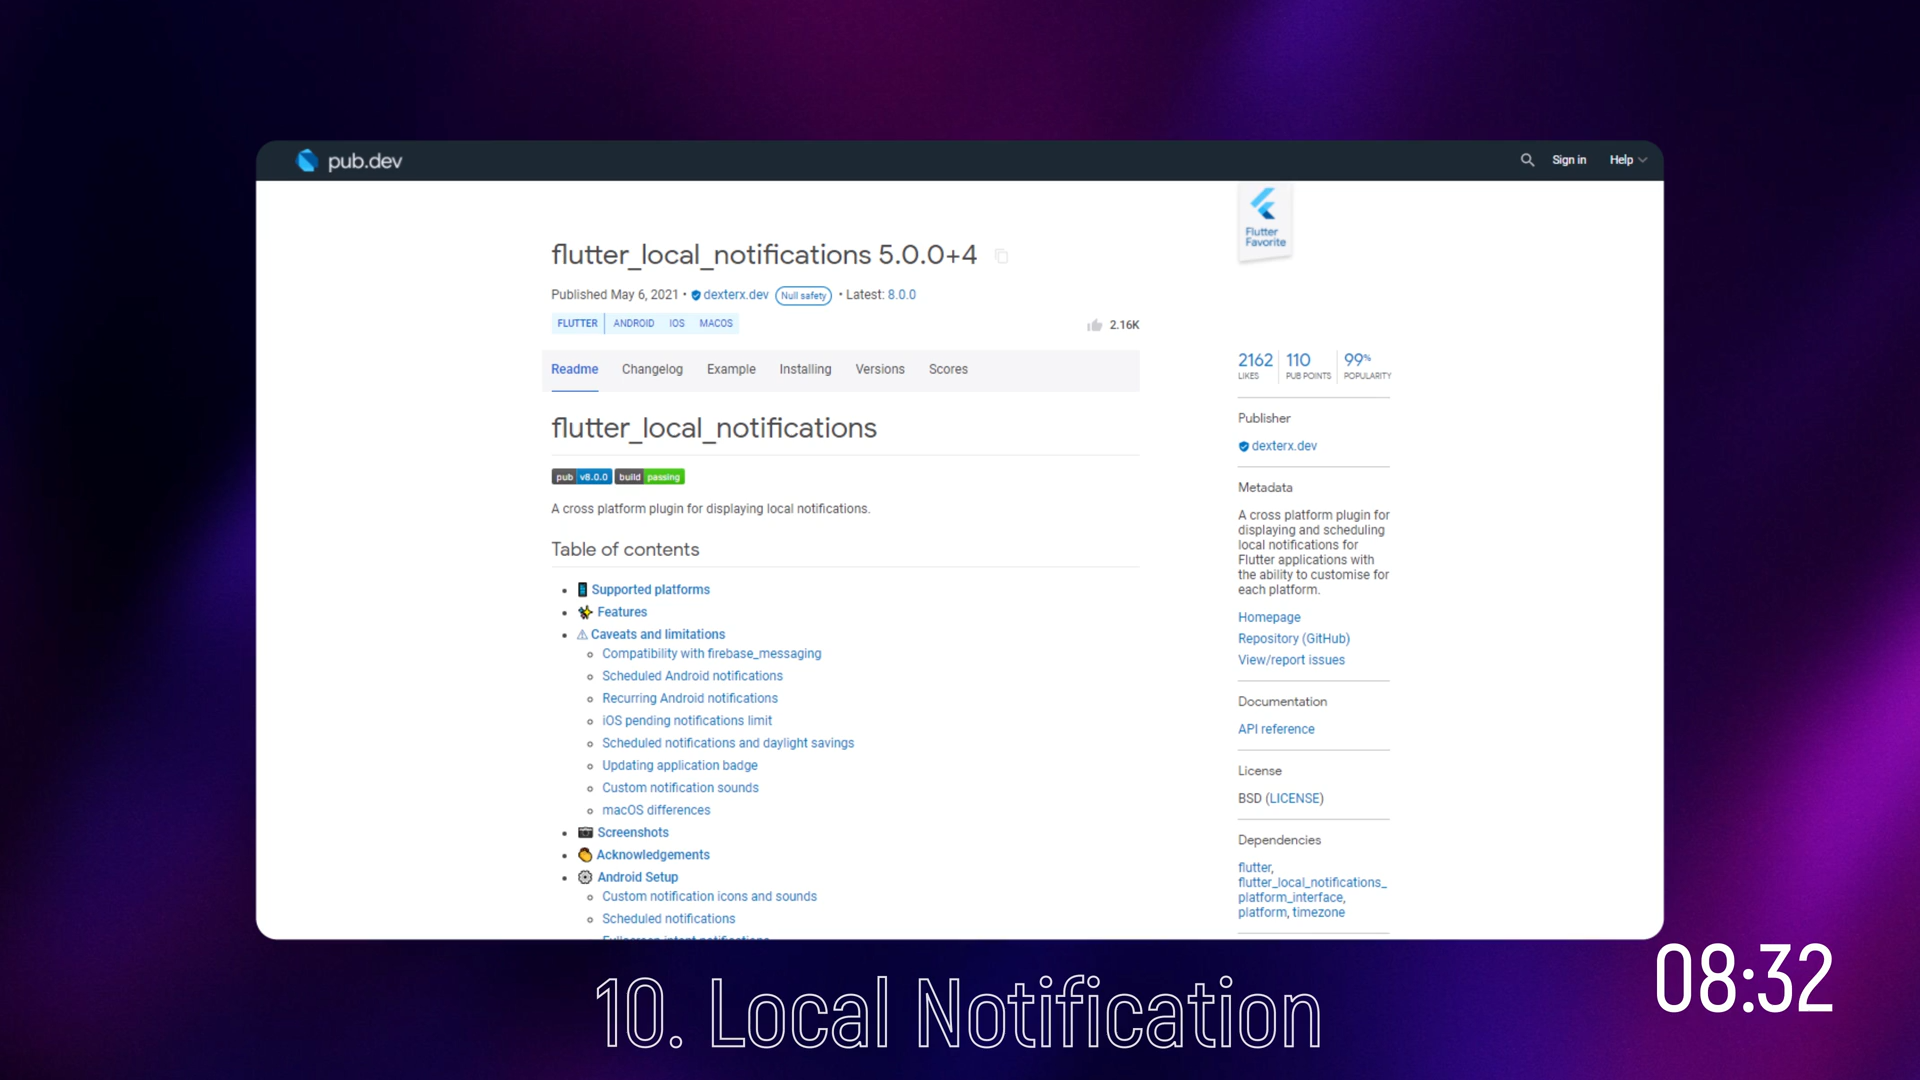 pub.dev
Sign in
Help
Flutter
Favorite
flutter_local_notifications 5.0.0+4
Published May 6, 2021 • dexterx.dev Null safety • Latest: 8.0.0
FLUTTER ANDROID IOS MACOS
2.16K
Readme Changelog Example Installing Versions Scores
flutter_local_notifications
pub v8.0.0 build passing
A cross platform plugin for displaying local notifications.
Table of contents
Supported platforms
Features
Caveats and limitations
Compatibility with firebase_messaging
Scheduled Android notifications
Recurring Android notifications
iOS pending notifications limit
Scheduled notifications and daylight savings
Updating application badge
Custom notification sounds
macOS differences
Screenshots
Acknowledgements
Android Setup
Custom notification icons and sounds
Scheduled notifications
Fullscreen intent notifications
2162 110 99%
LIKES PUB POINTS POPULARITY
Publisher
dexterx.dev
Metadata
A cross platform plugin for
displaying and scheduling
local notifications for
Flutter applications with
the ability to customise for
each platform.
Homepage
Repository (GitHub)
View/report issues
Documentation
API reference
License
BSD (LICENSE)
Dependencies
flutter,
flutter_local_notifications_
platform_interface,
platform, timezone
10. Local Notification
08:32